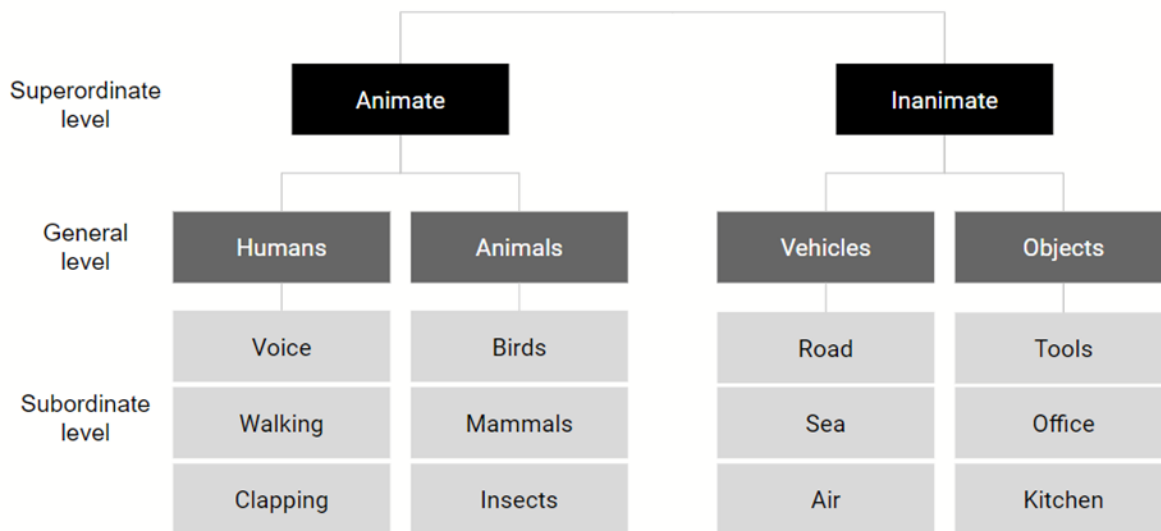 Superordinate
level
Animate
Inanimate
General
level
Humans
Animals
Vehicles
Objects
Subordinate
level
Voice
Birds
Road
Tools
Walking
Mammals
Sea
Office
Clapping
Insects
Air
Kitchen